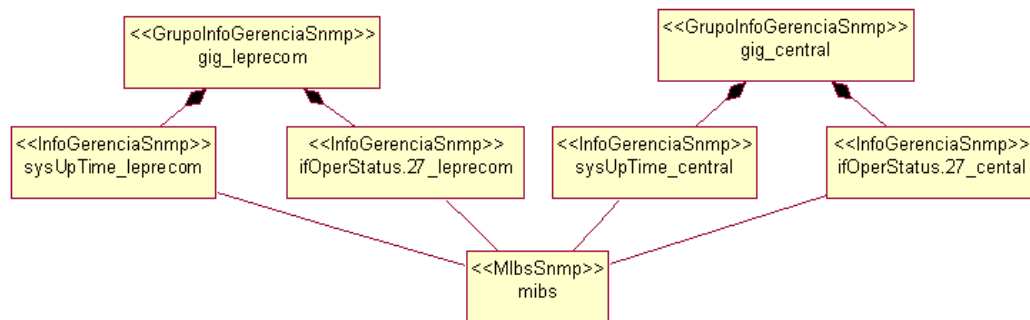 <<GrupoInfoGerenciaSnmp>>
gig_leprecom
<<GrupoInfoGerenciaSnmp>>
gig_central
<<InfoGerenciaSnmp>>
sysUpTime_leprecom
<<InfoGerenciaSnmp>>
ifOperStatus.27_leprecom
<<InfoGerenciaSnmp>>
sysUpTime_central
<<InfoGerenciaSnmp>>
ifOperStatus.27_cental
<<MIbsSnmp>>
mibs